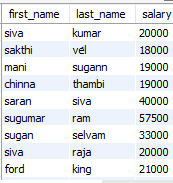 first_name last_name salary
siva kumar 20000
sakthi vel 18000
mani sugann 19000
chinna thambi 19000
saran siva 40000
sugumar ram 57500
sugan selvam 33000
siva raja 20000
ford king 21000